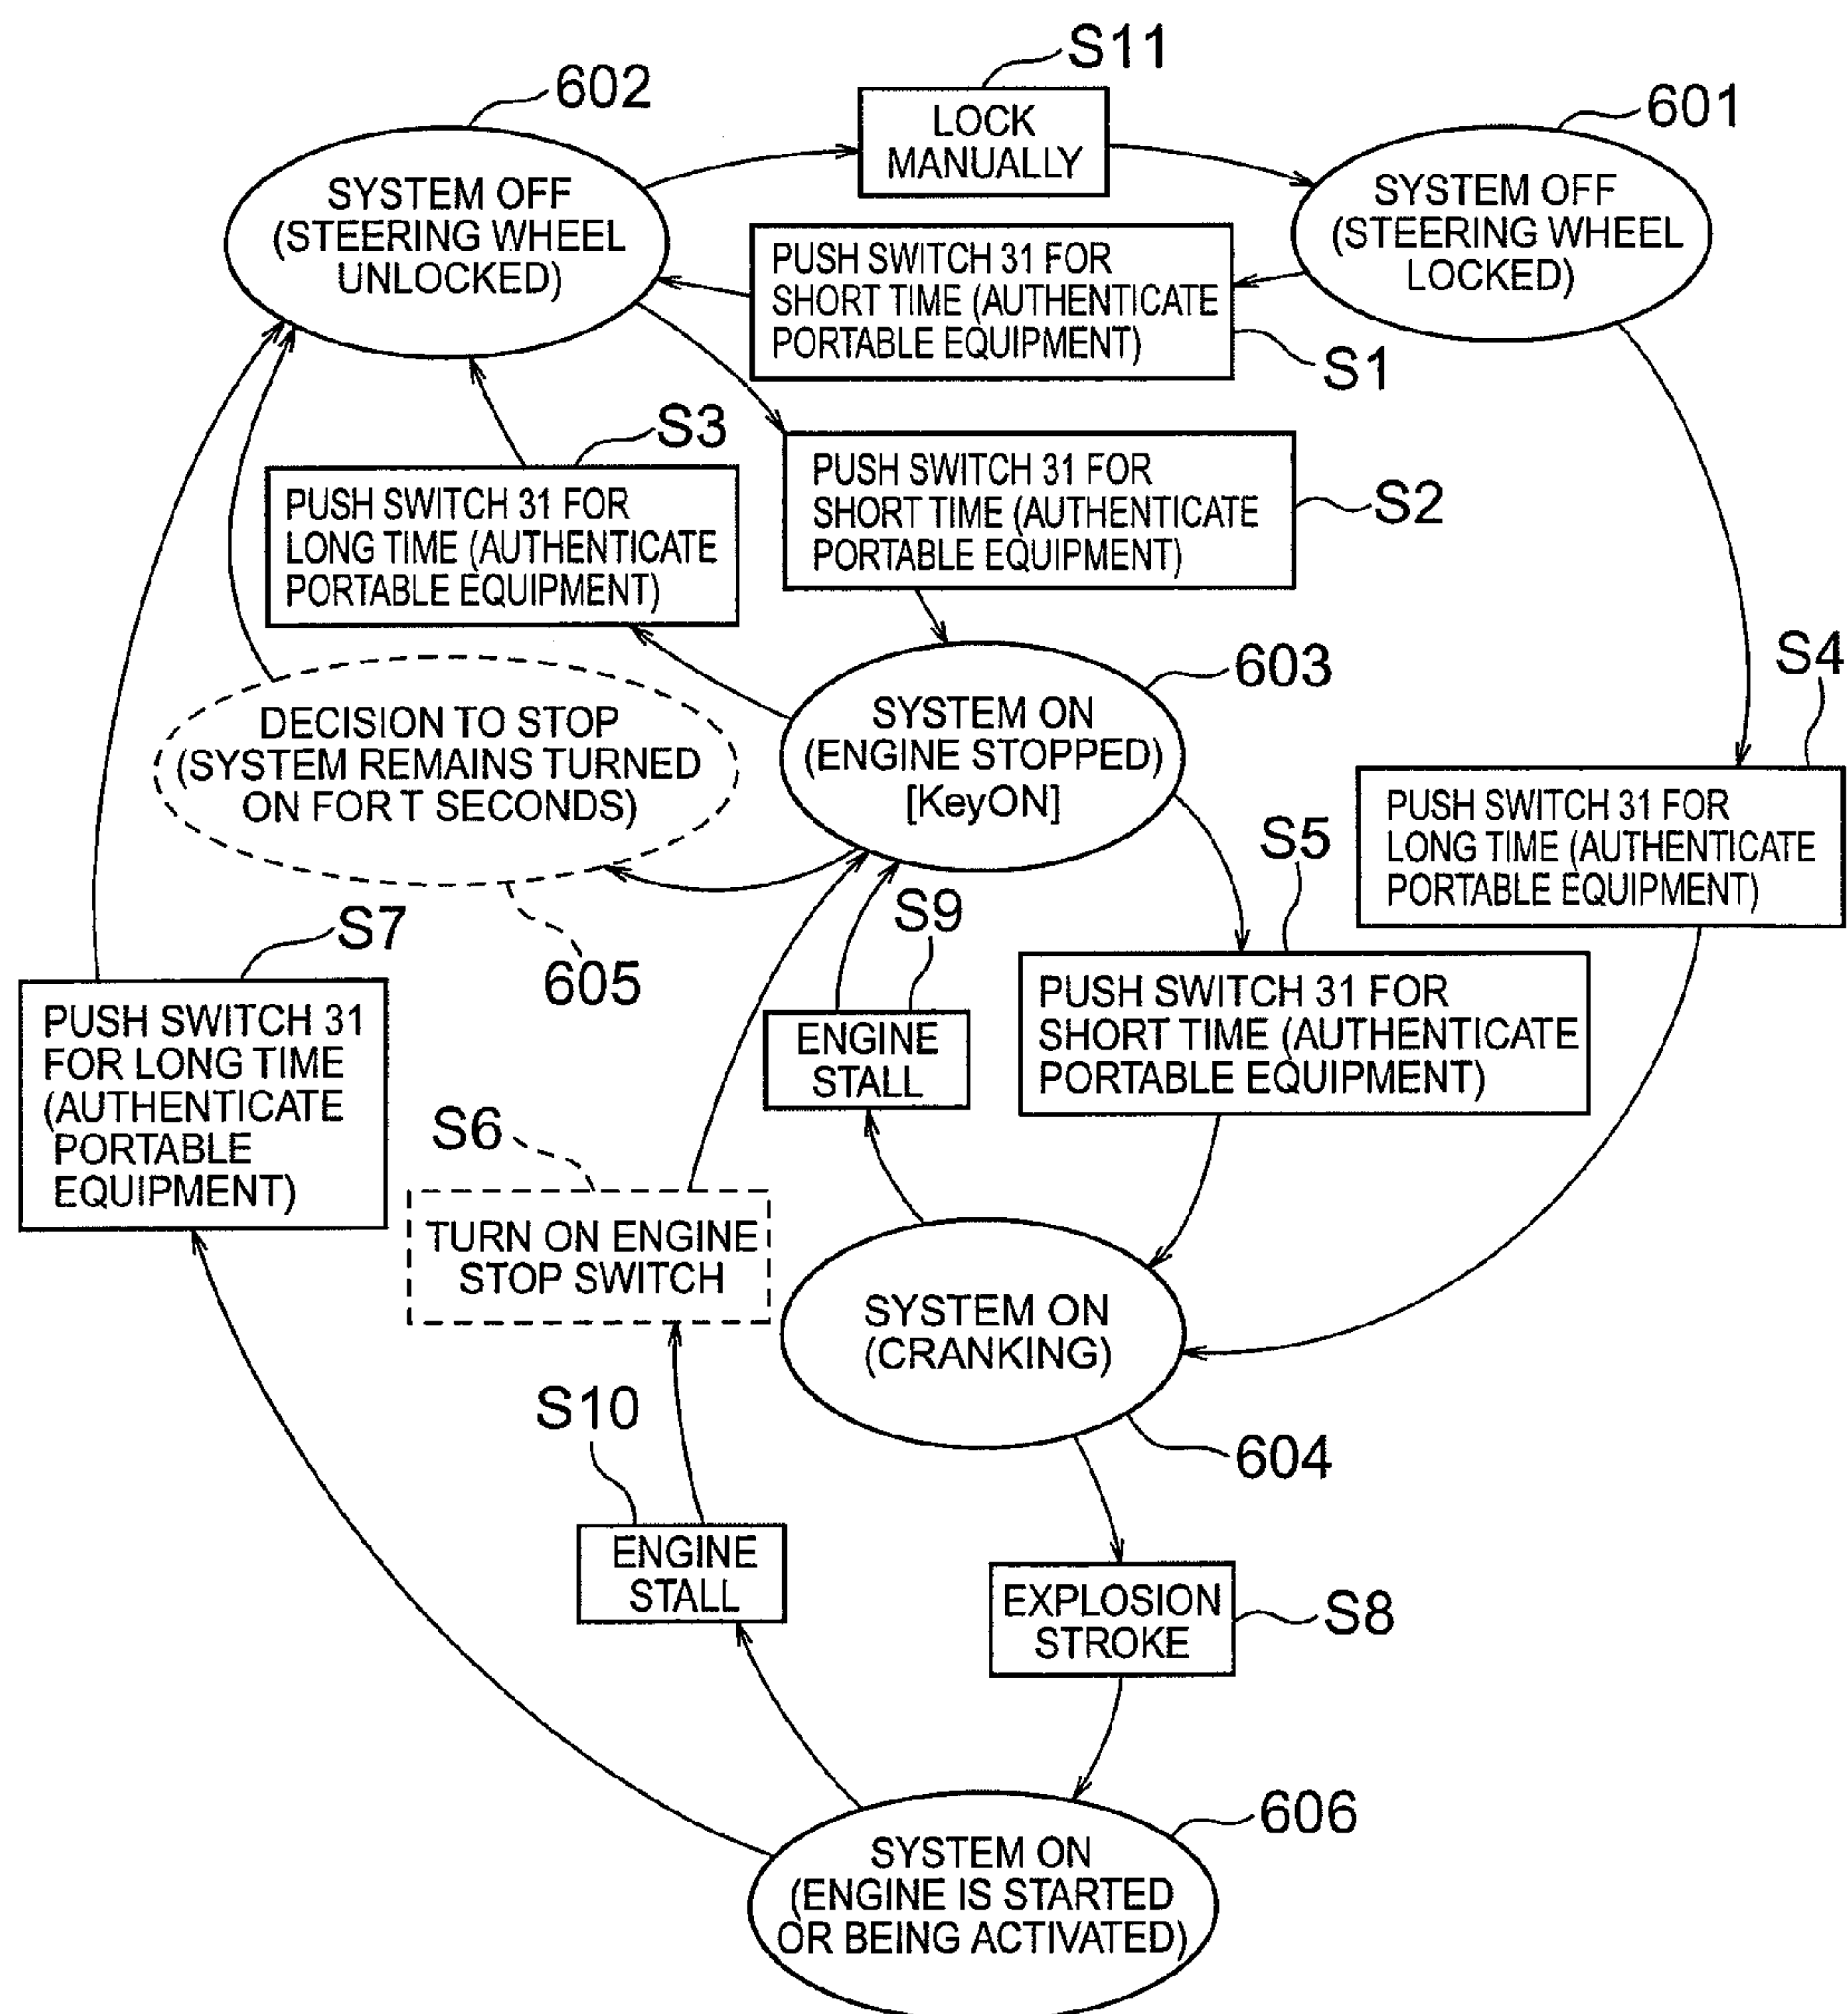 S11
602
LOCK
MANUALLY
601
SYSTEM OFF
(STEERING WHEEL
UNLOCKED)
SYSTEM OFF
(STEERING WHEEL
LOCKED)
PUSH SWITCH 31 FOR
SHORT TIME (AUTHENTICATE
PORTABLE EQUIPMENT)
S1
S3
PUSH SWITCH 31 FOR
LONG TIME (AUTHENTICATE
PORTABLE EQUIPMENT)
PUSH SWITCH 31 FOR
SHORT TIME (AUTHENTICATE
PORTABLE EQUIPMENT)
S2
603
S4
DECISION TO STOP
(SYSTEM REMAINS TURNED
ON FOR T SECONDS)
SYSTEM ON
(ENGINE STOPPED)
[KeyON]
PUSH SWITCH 31 FOR
LONG TIME (AUTHENTICATE
PORTABLE EQUIPMENT)
S5
S7
605
S9
PUSH SWITCH 31
FOR LONG TIME
(AUTHENTICATE
PORTABLE
EQUIPMENT)
ENGINE
STALL
PUSH SWITCH 31 FOR
SHORT TIME (AUTHENTICATE
PORTABLE EQUIPMENT)
S6
TURN ON ENGINE
STOP SWITCH
SYSTEM ON
(CRANKING)
S10
604
ENGINE
STALL
EXPLOSION
STROKE
S8
606
SYSTEM ON
(ENGINE IS STARTED
OR BEING ACTIVATED)